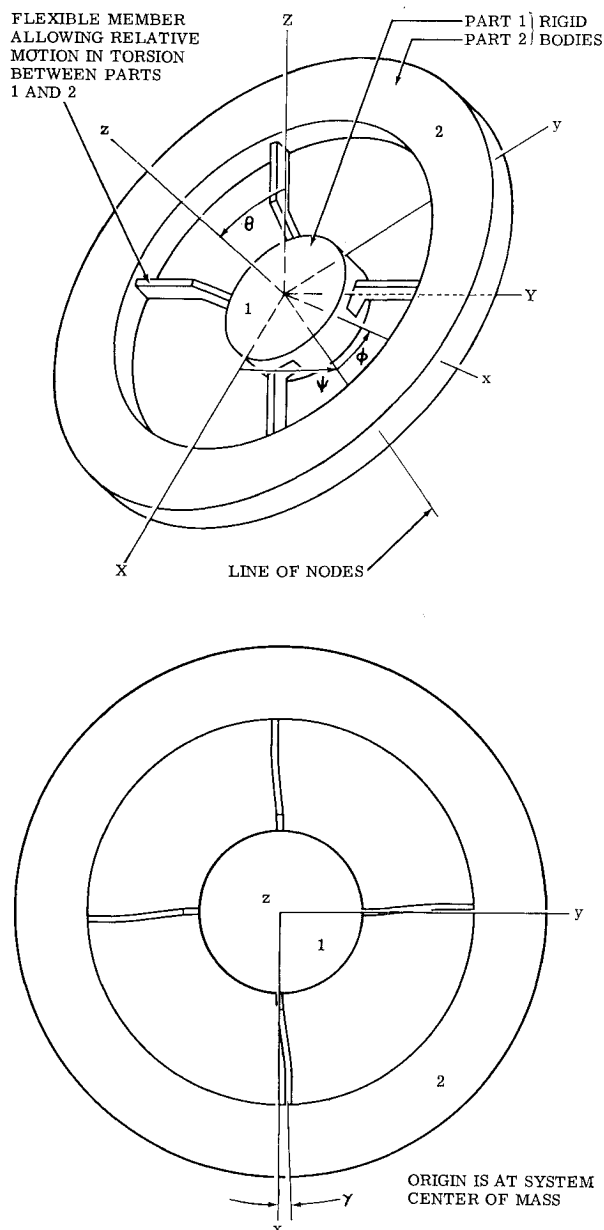 FLEXIBLE MEMBER
ALLOWING RELATIVE
MOTION IN TORSION
BETWEEN PARTS
1 AND 2
Z
PART 1 } RIGID
PART 2 } BODIES
z
2
y
θ
1
Y
ϕ
x
ψ
X
LINE OF NODES
z
y
1
2
ORIGIN IS AT SYSTEM
CENTER OF MASS
γ
x